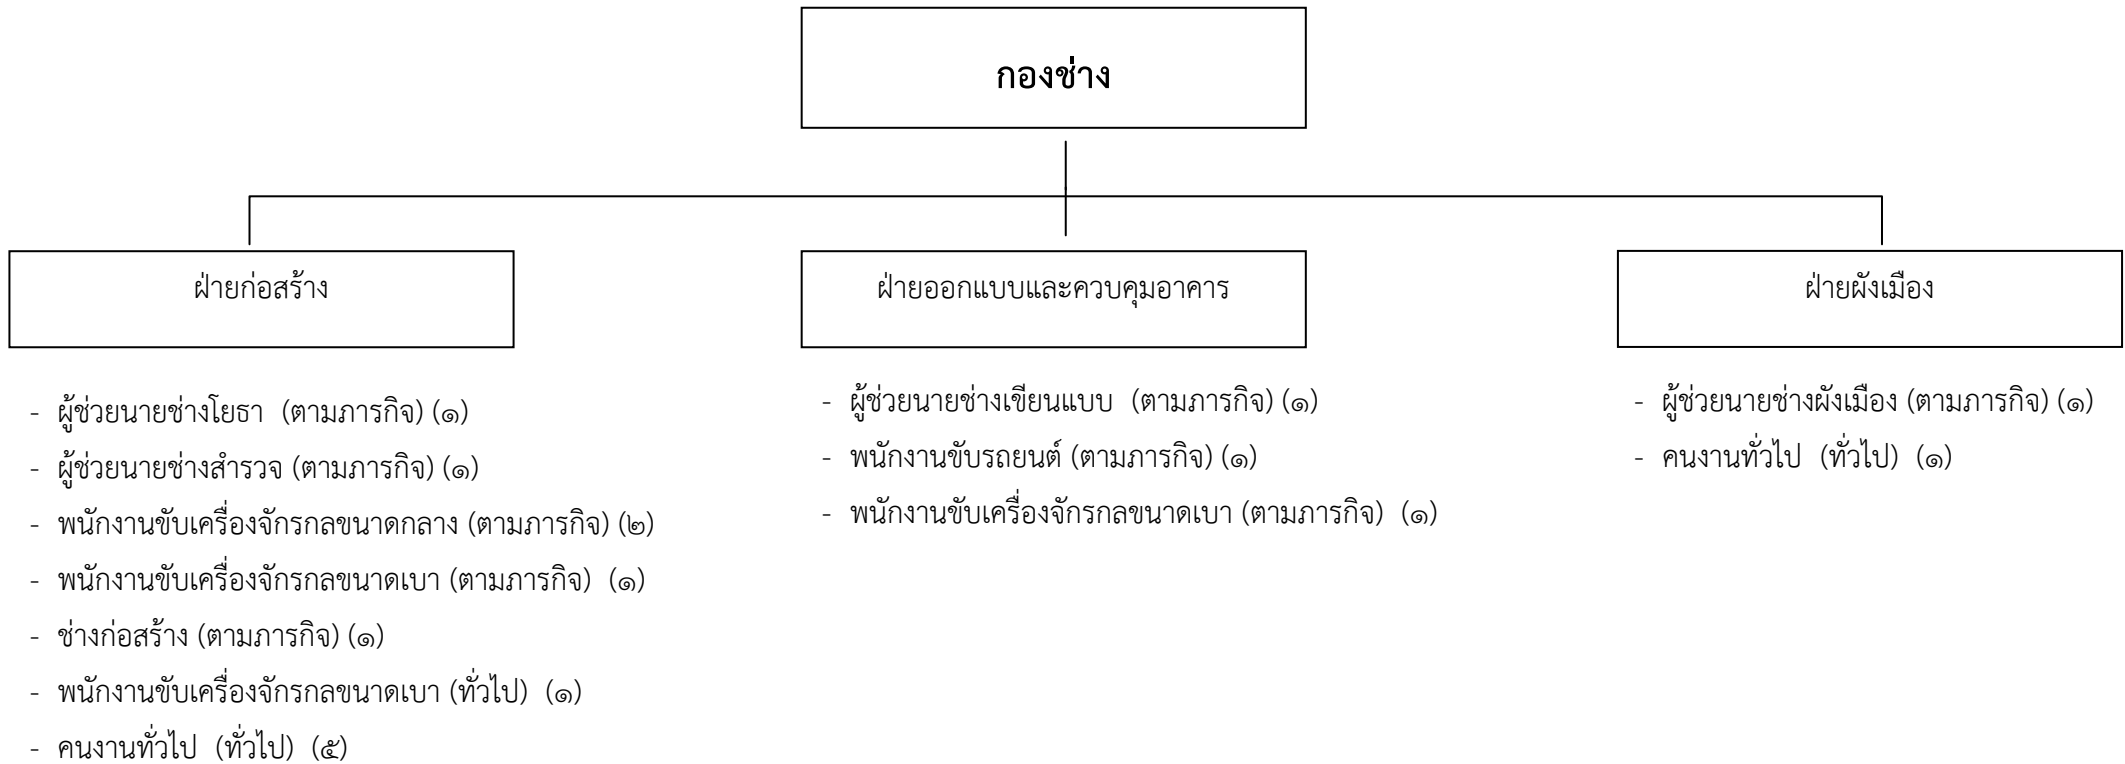 กองช่าง
ฝ่ายก่อสร้าง
- ผู้ช่วยนายช่างโยธา (ตามภารกิจ) (๑)
- ผู้ช่วยนายช่างสำรวจ (ตามภารกิจ) (๑)
- พนักงานขับเครื่องจักรกลขนาดกลาง (ตามภารกิจ) (๒)
- พนักงานขับเครื่องจักรกลขนาดเบา (ตามภารกิจ) (๑)
- ช่างก่อสร้าง (ตามภารกิจ) (๑)
- พนักงานขับเครื่องจักรกลขนาดเบา (ทั่วไป) (๑)
- คนงานทั่วไป (ทั่วไป) (๕)
ฝ่ายออกแบบและควบคุมอาคาร
- ผู้ช่วยนายช่างเขียนแบบ (ตามภารกิจ) (๑)
- พนักงานขับรถยนต์ (ตามภารกิจ) (๑)
- พนักงานขับเครื่องจักรกลขนาดเบา (ตามภารกิจ) (๑)
ฝ่ายผังเมือง
- ผู้ช่วยนายช่างผังเมือง (ตามภารกิจ) (๑)
- คนงานทั่วไป (ทั่วไป) (๑)